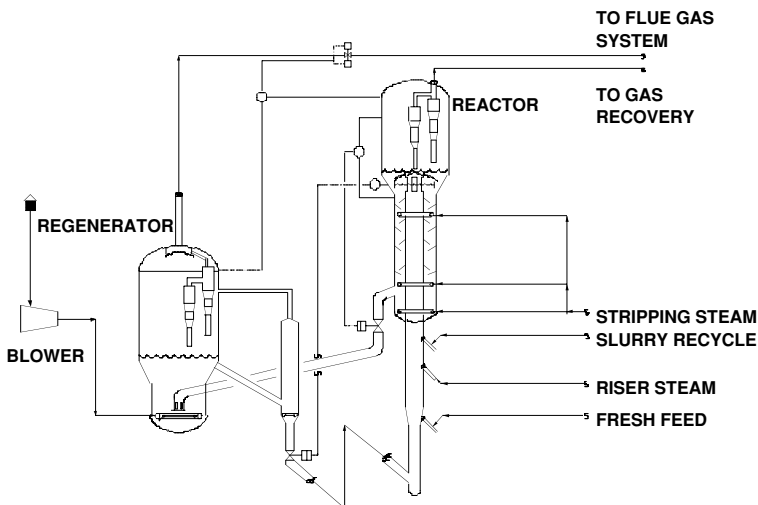 TO FLUE GAS
SYSTEM
TO GAS
RECOVERY
REACTOR
REGENERATOR
BLOWER
STRIPPING STEAM
SLURRY RECYCLE
RISER STEAM
FRESH FEED